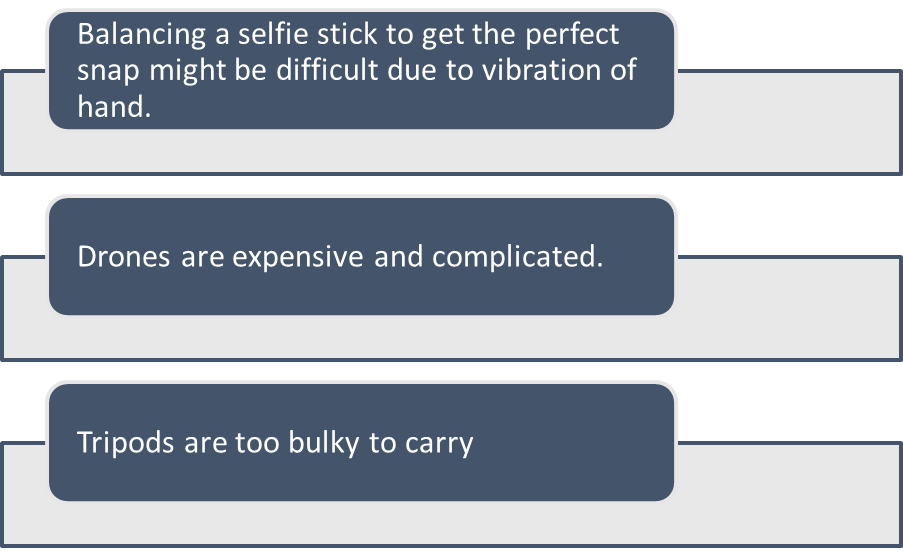 Balancing a selfie stick to get the perfect
snap might be difficult due to vibration of
hand.
Drones are expensive and complicated.
Tripods are too bulky to carry